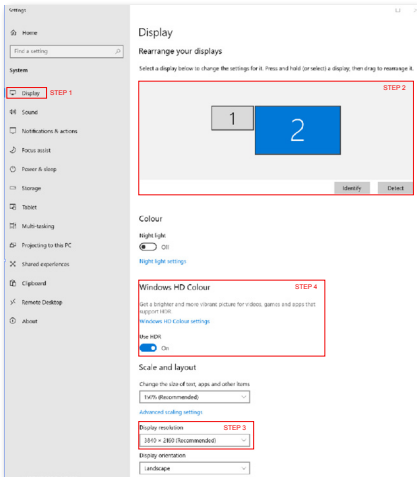 Settings
Home
Find a setting
System
Display STEP 1
Sound
Notifications & actions
Focus assist
Power & sleep
Storage
Tablet
Multi-tasking
Projecting to this PC
Shared experiences
Clipboard
Remote Desktop
About
Display
Rearrange your displays
Select a display below to change the settings for it. Press and hold (or select) a display, then drag to rearrange it.
STEP 2
1
2
Identify Detect
Colour
Night light
Off
Night light settings
Windows HD Colour STEP 4
Get a brighter and more vibrant picture for videos, games and apps that
support HDR.
Windows HD Colour settings
Use HDR
On
Scale and layout
Change the size of text, apps and other items
150% (Recommended)
Advanced scaling settings
Display resolution STEP 3
3840 × 2160 (Recommended)
Display orientation
Landscape